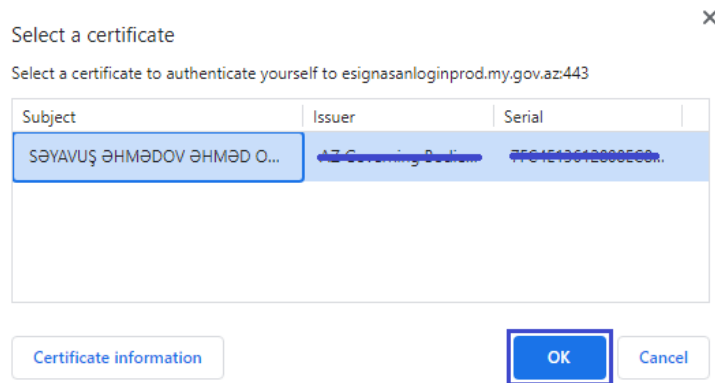 Select a certificate
Select a certificate to authenticate yourself to esignasanloginprod.my.gov.az:443
Subject Issuer Serial
SƏYAVUŞ ƏHMƏDOV ƏHMƏD O...
Certificate information OK Cancel